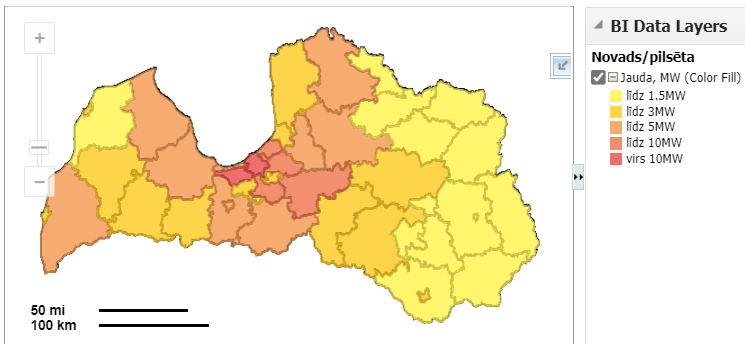 BI Data Layers
Novads/pilsēta
Jauda, MW (Color Fill)
līdz 1.5MW
līdz 3MW
līdz 5MW
līdz 10MW
virs 10MW
50 mi
100 km